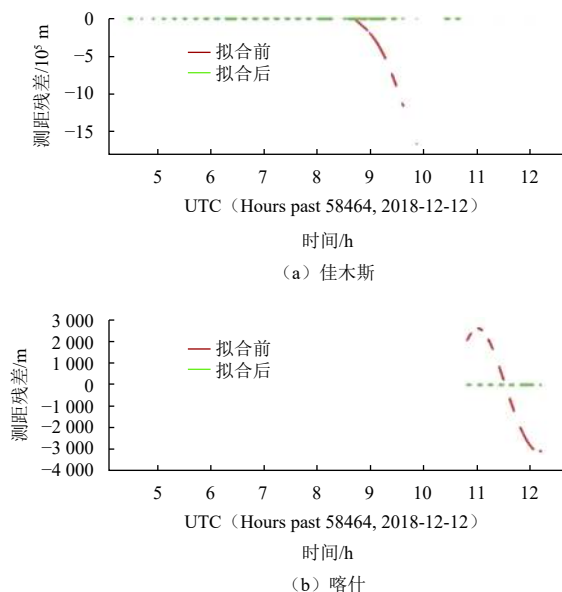 0
−5
−10
−15
测距残差/10⁵ m
拟合前
拟合后
5 6 7 8 9 10 11 12
UTC（Hours past 58464, 2018-12-12）
时间/h
（a）佳木斯
3 000
2 000
1 000
0
−1 000
−2 000
−3 000
−4 000
测距残差/m
拟合前
拟合后
5 6 7 8 9 10 11 12
UTC（Hours past 58464, 2018-12-12）
时间/h
（b）喀什